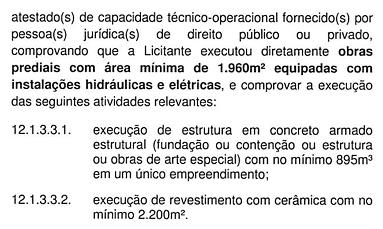 atestado(s) de capacidade técnico-operacional fornecido(s) por
pessoa(s) jurídica(s) de direito público ou privado,
comprovando que a Licitante executou diretamente obras
prediais com área mínima de 1.960m² equipadas com
instalações hidráulicas e elétricas, e comprovar a execução
das seguintes atividades relevantes:
12.1.3.3.1. execução de estrutura em concreto armado
estrutural (fundação ou contenção ou estrutura
ou obras de arte especial) com no mínimo 895m³
em um único empreendimento;
12.1.3.3.2. execução de revestimento com cerâmica com no
mínimo 2.200m².